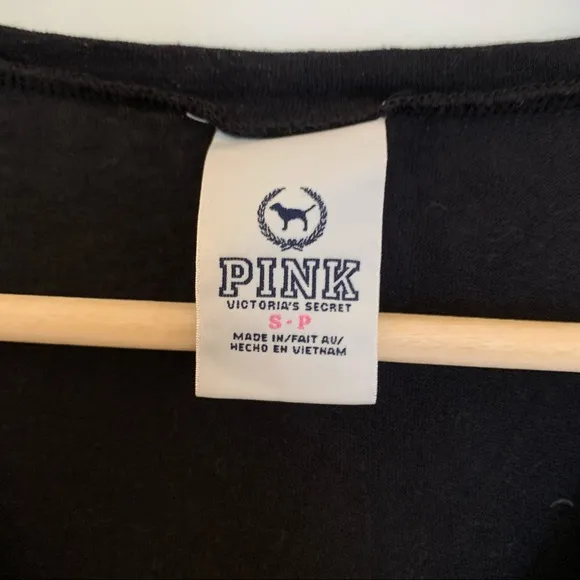 PINK
VICTORIA'S SECRET
S-P
MADE IN/FAIT AU/
HECHO EN VIETNAM